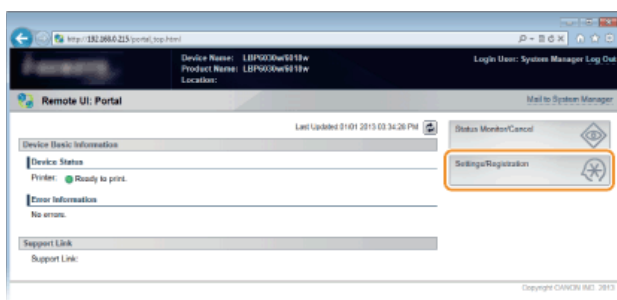 http://192.168.0.215/portal_top.html
Device Name: LBP6030w/6018w
Product Name: LBP6030w/6018w
Location:
Login User: System Manager Log Out
Remote UI: Portal
Mail to System Manager
Last Updated 01/01 2013 03:34:26 PM
Device Basic Information
Device Status
Printer: Ready to print.
Error Information
No errors.
Support Link
Support Link:
Status Monitor/Cancel
Settings/Registration
Copyright CANON INC. 2013